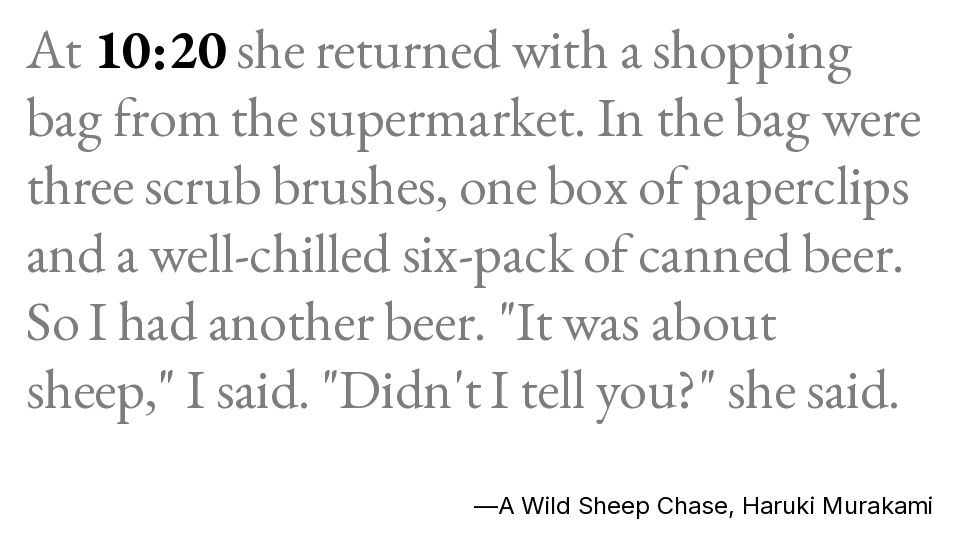 At 10:20 she returned with a shopping
bag from the supermarket. In the bag were
three scrub brushes, one box of paperclips
and a well-chilled six-pack of canned beer.
So I had another beer. "It was about
sheep," I said. "Didn't I tell you?" she said.
—A Wild Sheep Chase, Haruki Murakami